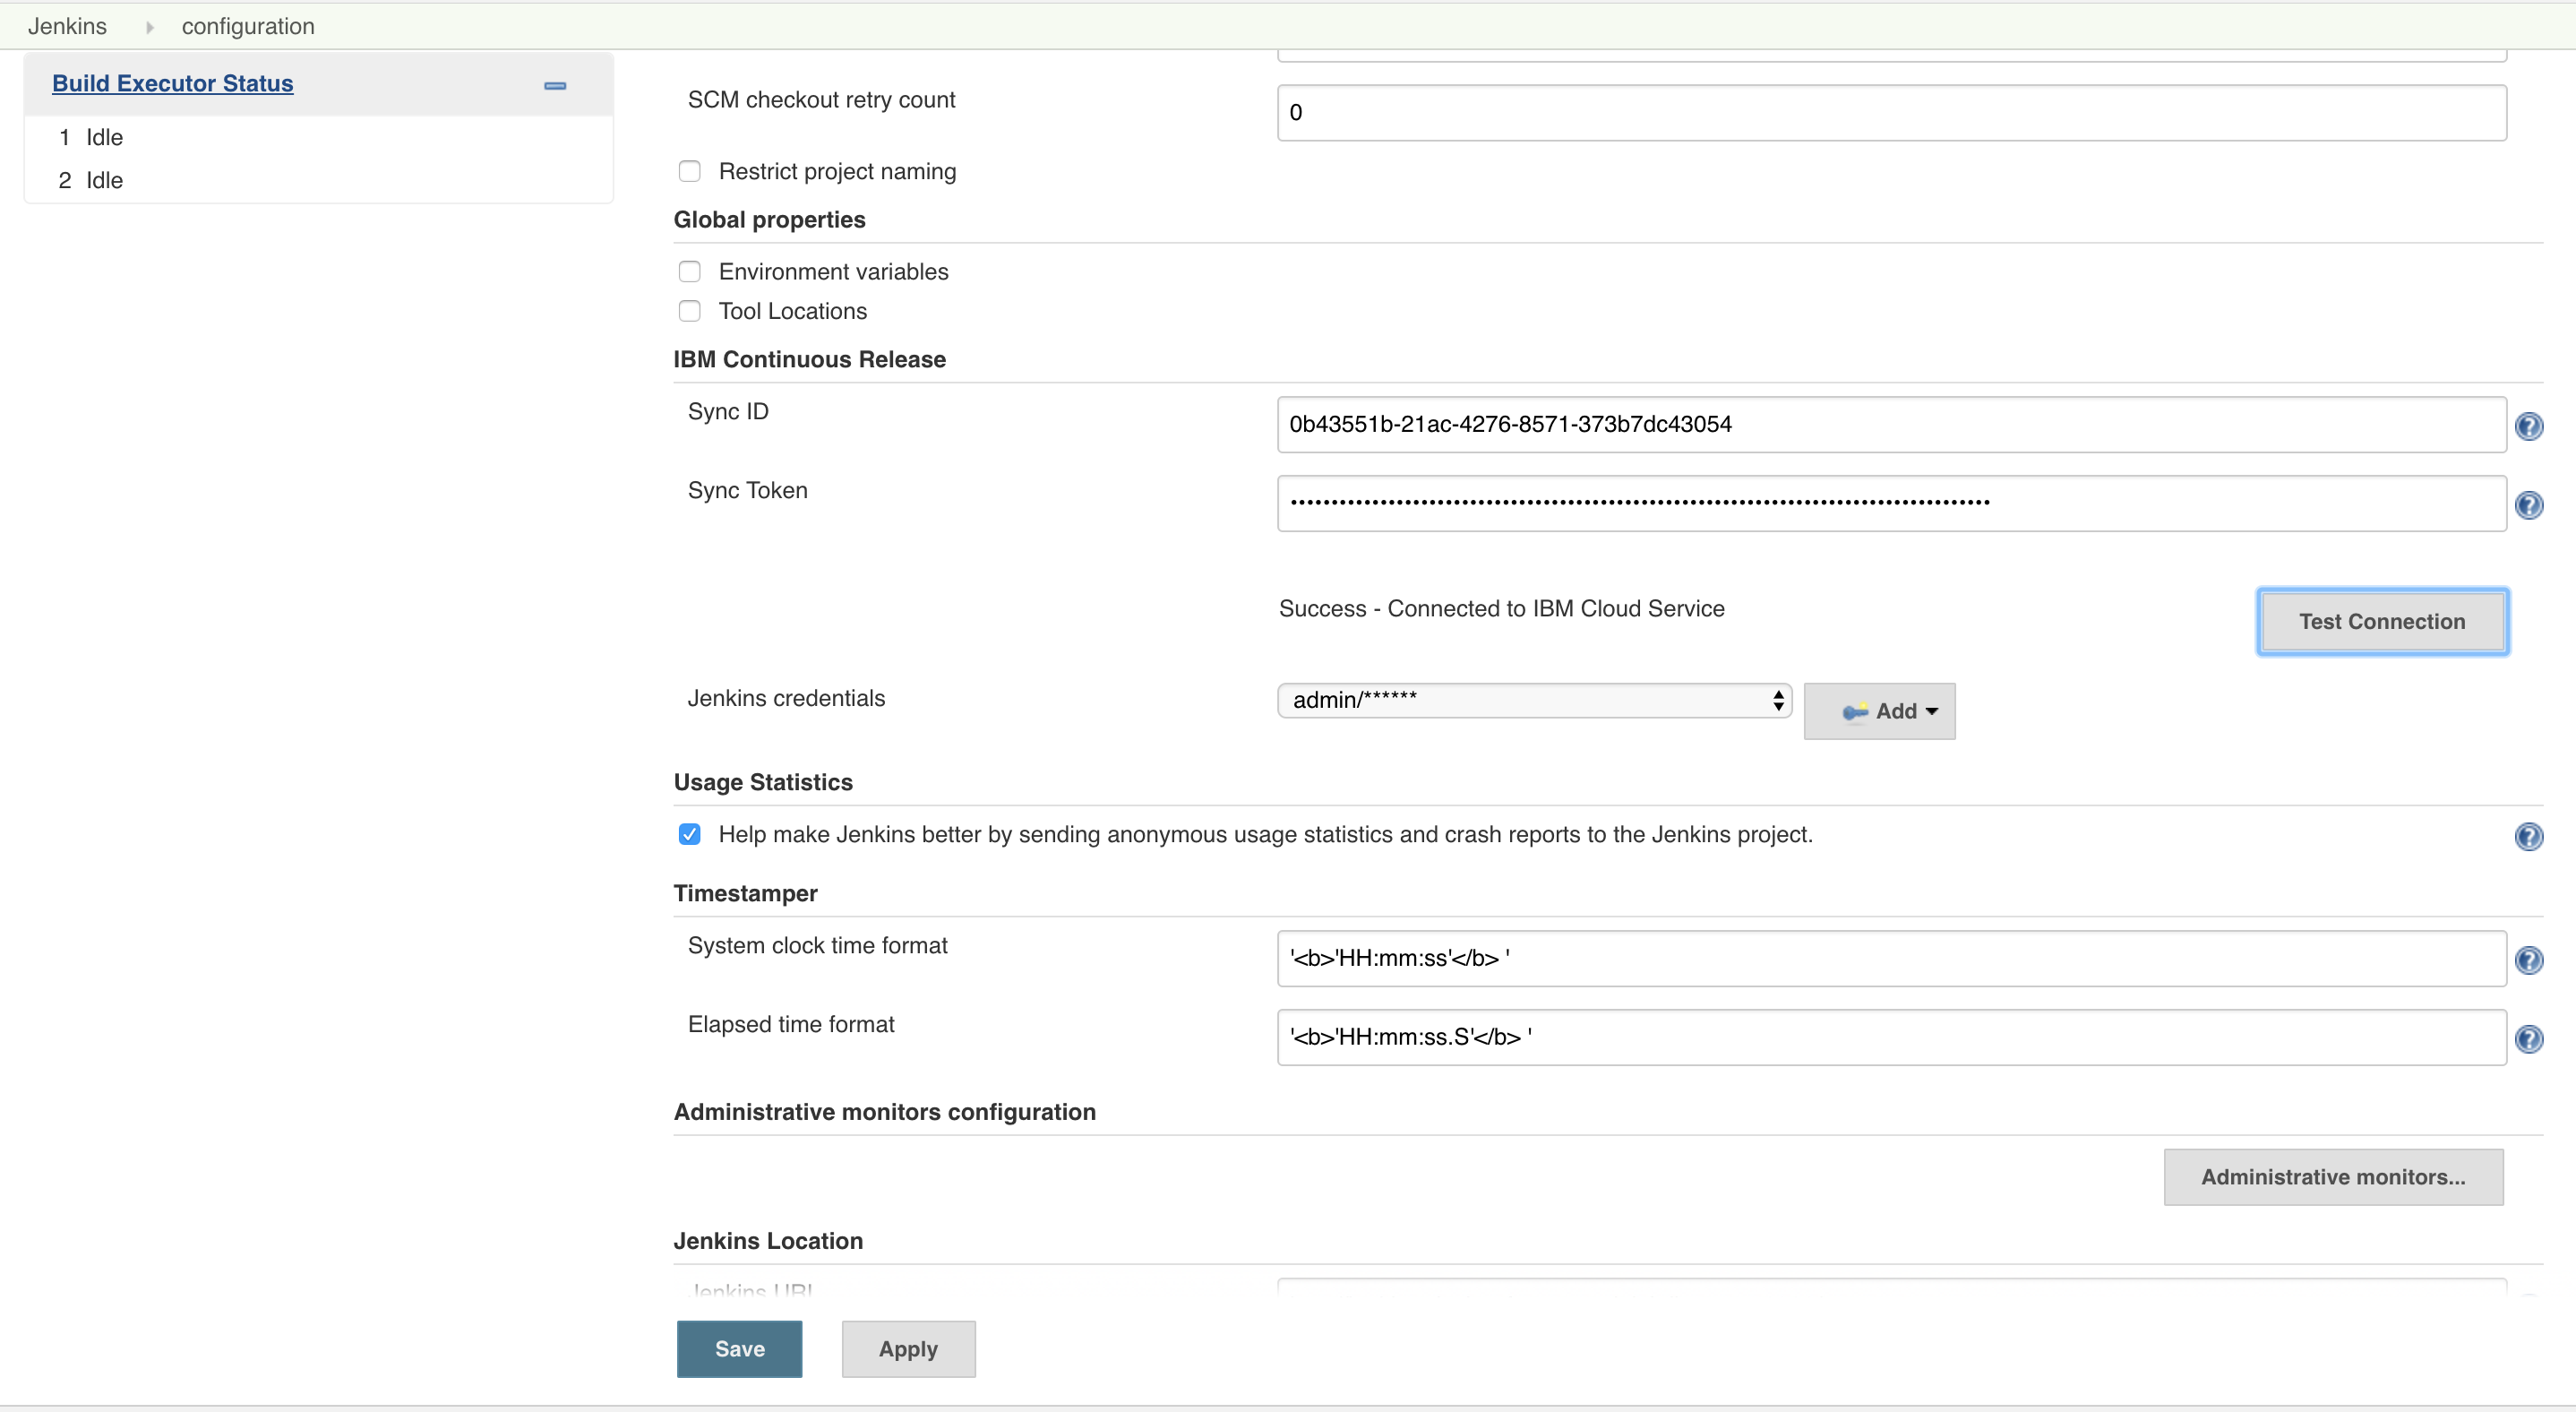 Jenkins configuration
Build Executor Status
1 Idle
2 Idle
SCM checkout retry count
0
Restrict project naming
Global properties
Environment variables
Tool Locations
IBM Continuous Release
Sync ID
0b43551b-21ac-4276-8571-373b7dc43054
Sync Token
Success - Connected to IBM Cloud Service
Test Connection
Jenkins credentials
admin/******
Add
Usage Statistics
Help make Jenkins better by sending anonymous usage statistics and crash reports to the Jenkins project.
Timestamper
System clock time format
'<b>'HH:mm:ss'</b> '
Elapsed time format
'<b>'HH:mm:ss.S'</b> '
Administrative monitors configuration
Administrative monitors...
Jenkins Location
Jenkins URL
Save
Apply